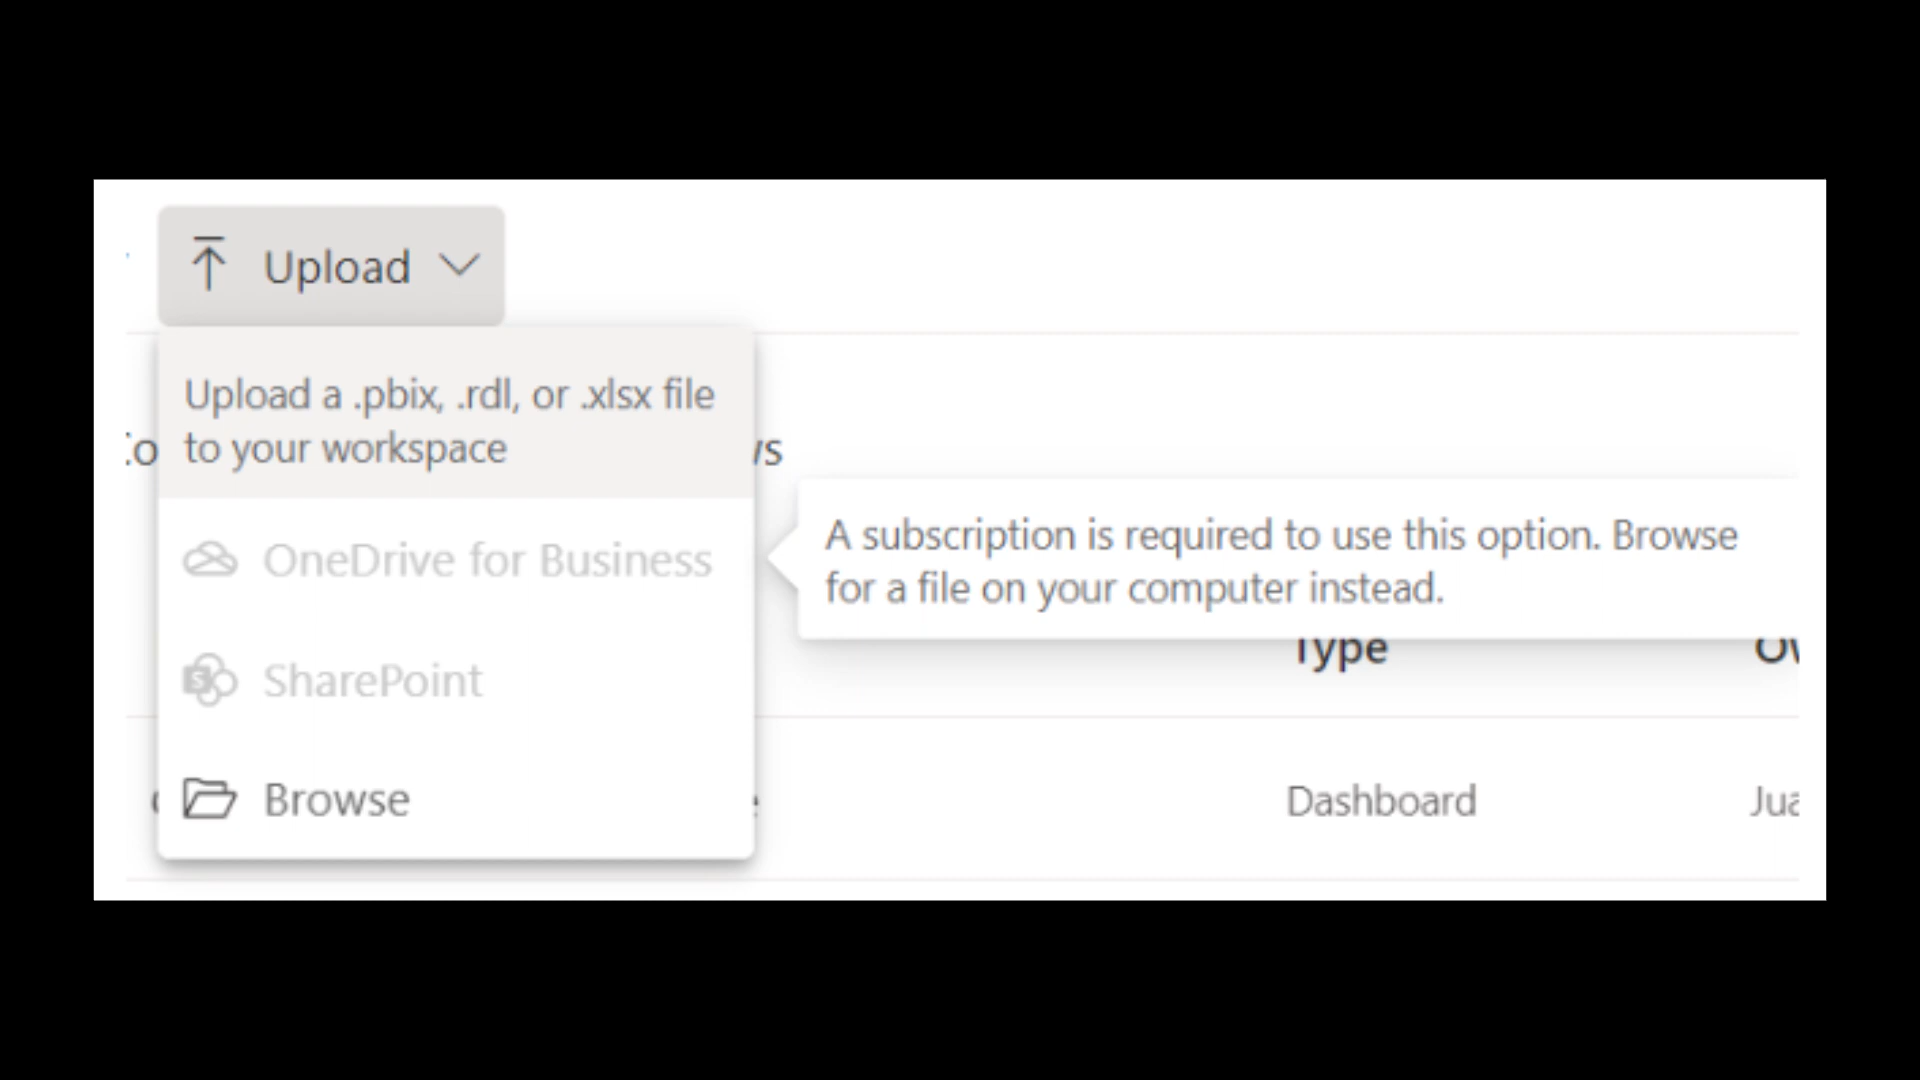 Upload
Upload a .pbix, .rdl, or .xlsx file
to your workspace
OneDrive for Business
A subscription is required to use this option. Browse
for a file on your computer instead.
Type
SharePoint
Browse
Dashboard